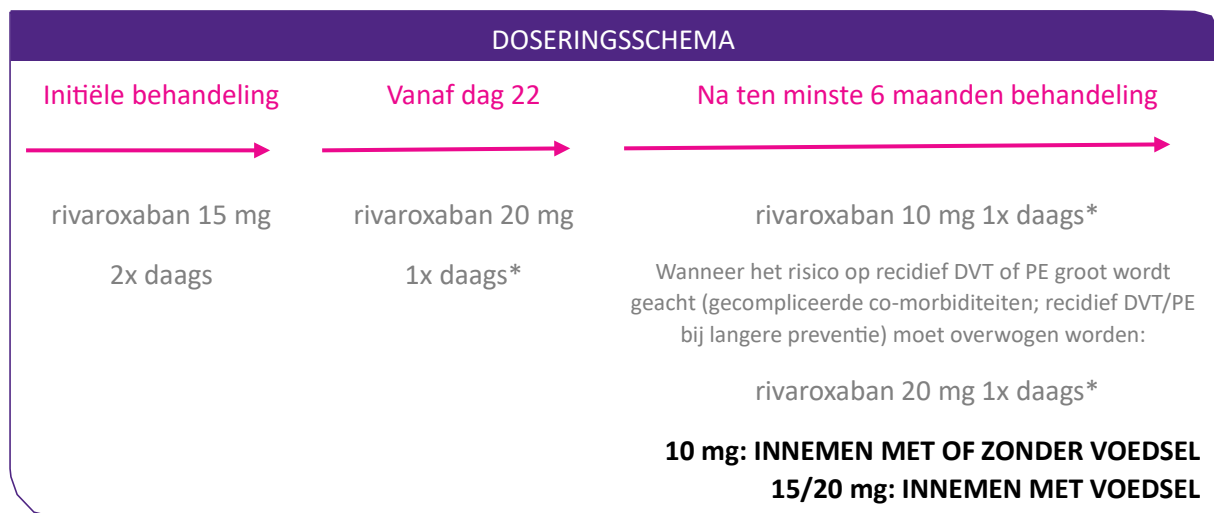 DOSERINGSSCHEMA
Initiële behandeling
Vanaf dag 22
Na ten minste 6 maanden behandeling
rivaroxaban 15 mg
2x daags
rivaroxaban 20 mg
1x daags*
rivaroxaban 10 mg 1x daags*
Wanneer het risico op recidief DVT of PE groot wordt
geacht (gecompliceerde co-morbiditeiten; recidief DVT/PE
bij langere preventie) moet overwogen worden:
rivaroxaban 20 mg 1x daags*
10 mg: INNEMEN MET OF ZONDER VOEDSEL
15/20 mg: INNEMEN MET VOEDSEL